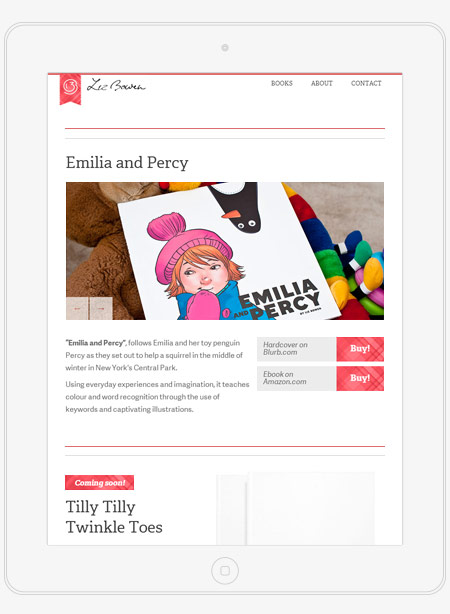 Liz Bowen
BOOKS ABOUT CONTACT
Emilia and Percy
EMILIA
AND PERCY
BY LIZ BOWEN
"Emilia and Percy", follows Emilia and her toy penguin
Percy as they set out to help a squirrel in the middle of
winter in New York's Central Park.
Using everyday experiences and imagination, it teaches
colour and word recognition through the use of
keywords and captivating illustrations.
Hardcover on
Blurb.com
Buy!
Ebook on
Amazon.com
Buy!
Coming soon!
Tilly Tilly
Twinkle Toes